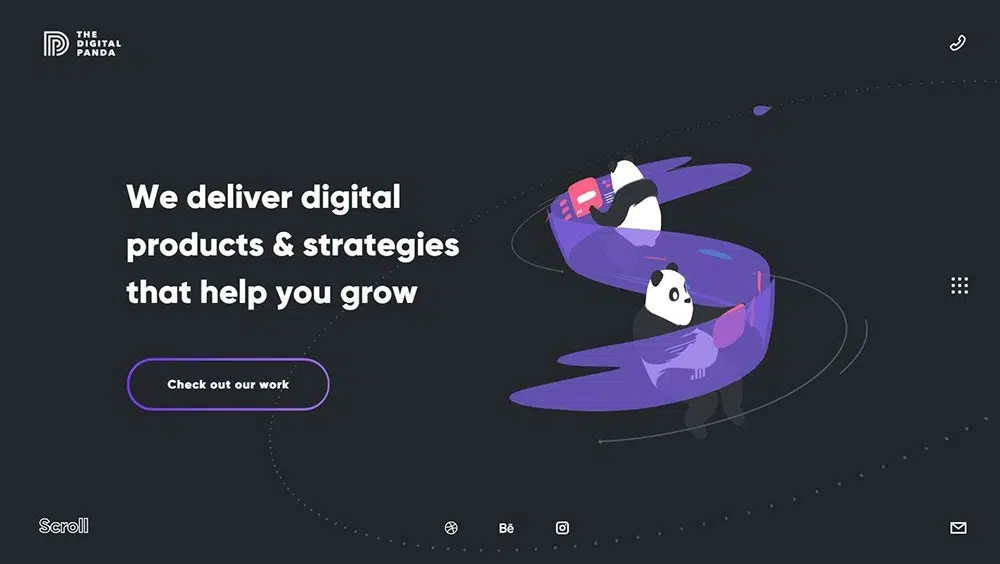 THE
DIGITAL
PANDA
We deliver digital
products & strategies
that help you grow
Check out our work
Scroll
Bē